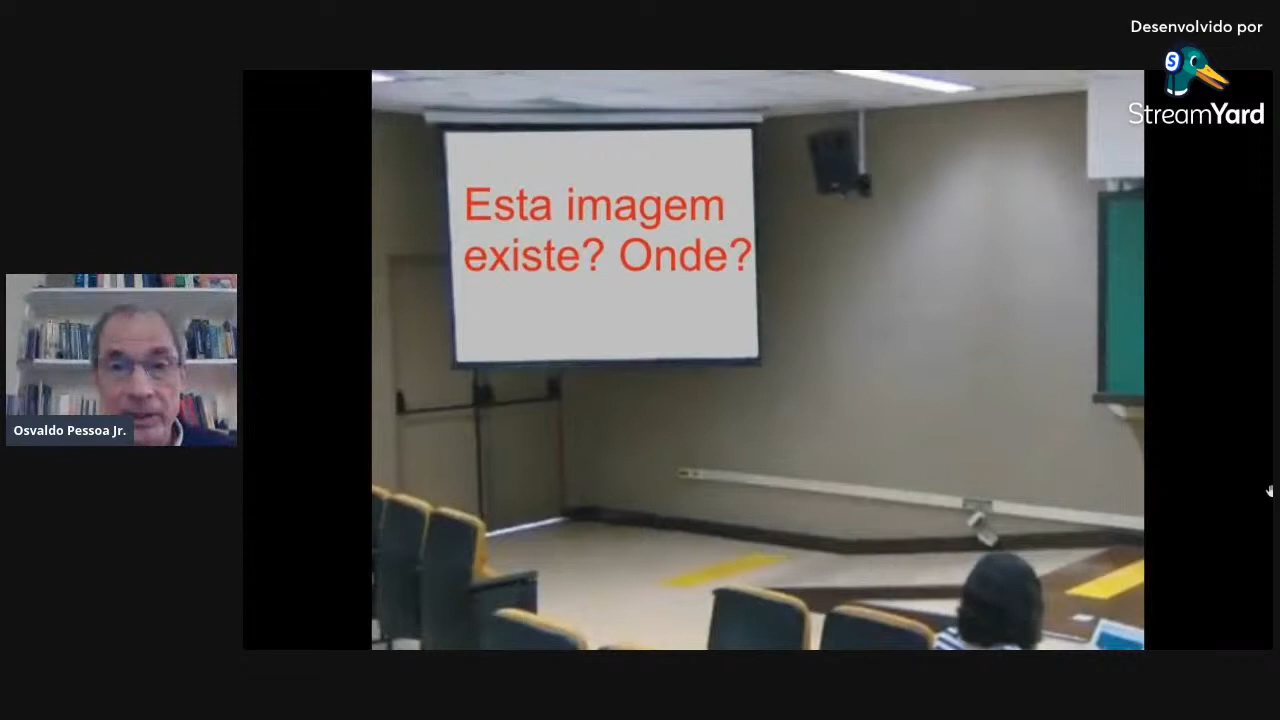 Desenvolvido por
S
StreamYard
Esta imagem
existe? Onde?
Osvaldo Pessoa Jr.